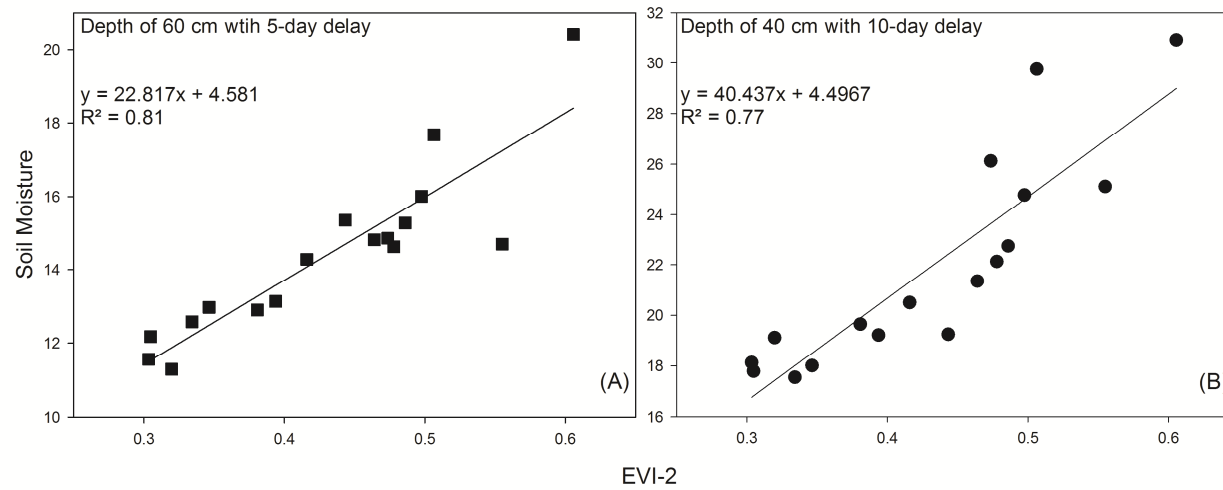 Depth of 60 cm wtih 5-day delay
y = 22.817x + 4.581
R² = 0.81
Soil Moisture
20
18
16
14
12
10
0.3 0.4 0.5 0.6
(A)
Depth of 40 cm with 10-day delay
y = 40.437x + 4.4967
R² = 0.77
32
30
28
26
24
22
20
18
16
0.3 0.4 0.5 0.6
(B
EVI-2